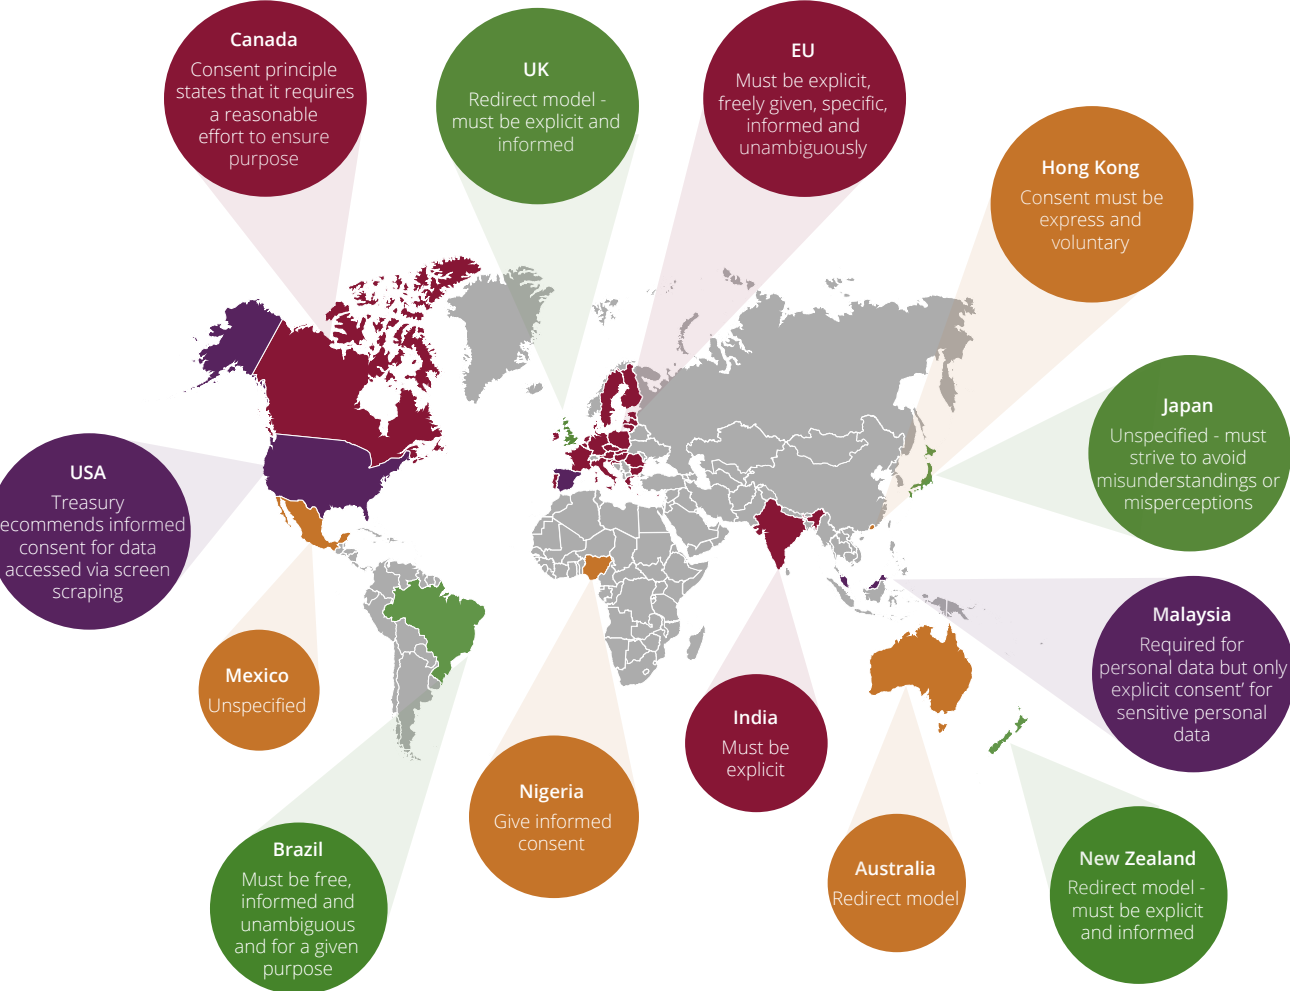 Canada
Consent principle
states that it requires
a reasonable
effort to ensure
purpose
UK
Redirect model -
must be explicit and
informed
EU
Must be explicit,
freely given, specific,
informed and
unambiguously
Hong Kong
Consent must be
express and
voluntary
Japan
Unspecified - must
strive to avoid
misunderstandings or
misperceptions
USA
Treasury
ecommends informed
consent for data
accessed via screen
scraping
Malaysia
Required for
personal data but only
explicit consent’ for
sensitive personal
data
Mexico
Unspecified
India
Must be
explicit
Nigeria
Give informed
consent
Brazil
Must be free,
informed and
unambiguous
and for a given
purpose
Australia
Redirect model
New Zealand
Redirect model -
must be explicit
and informed